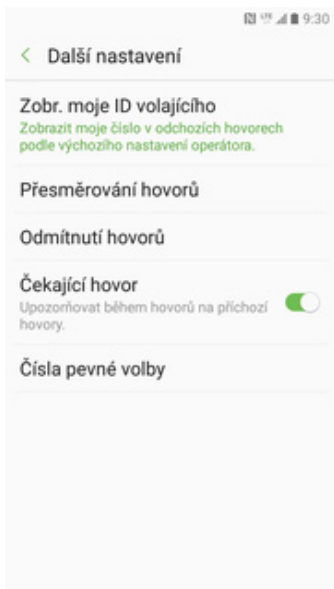 9:30
Další nastavení
Zobr. moje ID volajícího
Zobrazit moje číslo v odchozích hovorech
podle výchozího nastavení operátora.
Přesměrování hovorů
Odmítnutí hovorů
Čekající hovor
Upozorňovat během hovorů na příchozí
hovory.
Čísla pevné volby